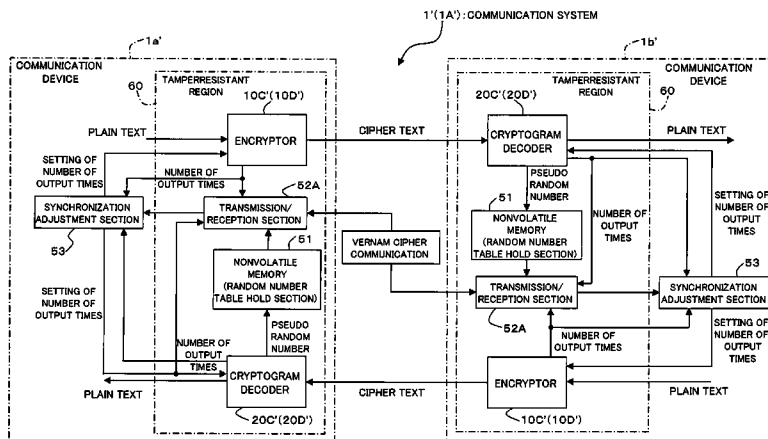 1'(1A') : COMMUNICATION SYSTEM
1a'
1b'
COMMUNICATION
DEVICE
60
TAMPERRESISTANT
REGION
10C'(10D')
PLAIN TEXT
ENCRYPTOR
CIPHER TEXT
SETTING OF
NUMBER OF
OUTPUT TIMES
NUMBER OF
OUTPUT TIMES
52A
SYNCHRONIZATION
ADJUSTMENT SECTION
53
TRANSMISSION/
RECEPTION SECTION
51
NONVOLATILE
MEMORY
(RANDOM NUMBER
TABLE HOLD SECTION)
SETTING OF
NUMBER OF
OUTPUT TIMES
PSEUDO
RANDOM
NUMBER
NUMBER OF
OUTPUT
TIMES
PLAIN TEXT
CRYPTOGRAM
DECODER
20C'(20D')
CIPHER TEXT
VERNAM CIPHER
COMMUNICATION
TAMPERRESISTANT
REGION
COMMUNICATION
DEVICE
60
20C'(20D')
CRYPTOGRAM
DECODER
PLAIN TEXT
PSEUDO
RANDOM
NUMBER
51
NONVOLATILE
MEMORY
(RANDOM NUMBER
TABLE HOLD SECTION)
NUMBER OF
OUTPUT
TIMES
SETTING OF
NUMBER OF
OUTPUT
TIMES
53
TRANSMISSION/
RECEPTION SECTION
52A
SYNCHRONIZATION
ADJUSTMENT SECTION
NUMBER OF
OUTPUT TIMES
SETTING OF
NUMBER OF
OUTPUT
TIMES
ENCRYPTOR
PLAIN TEXT
10C'(10D')